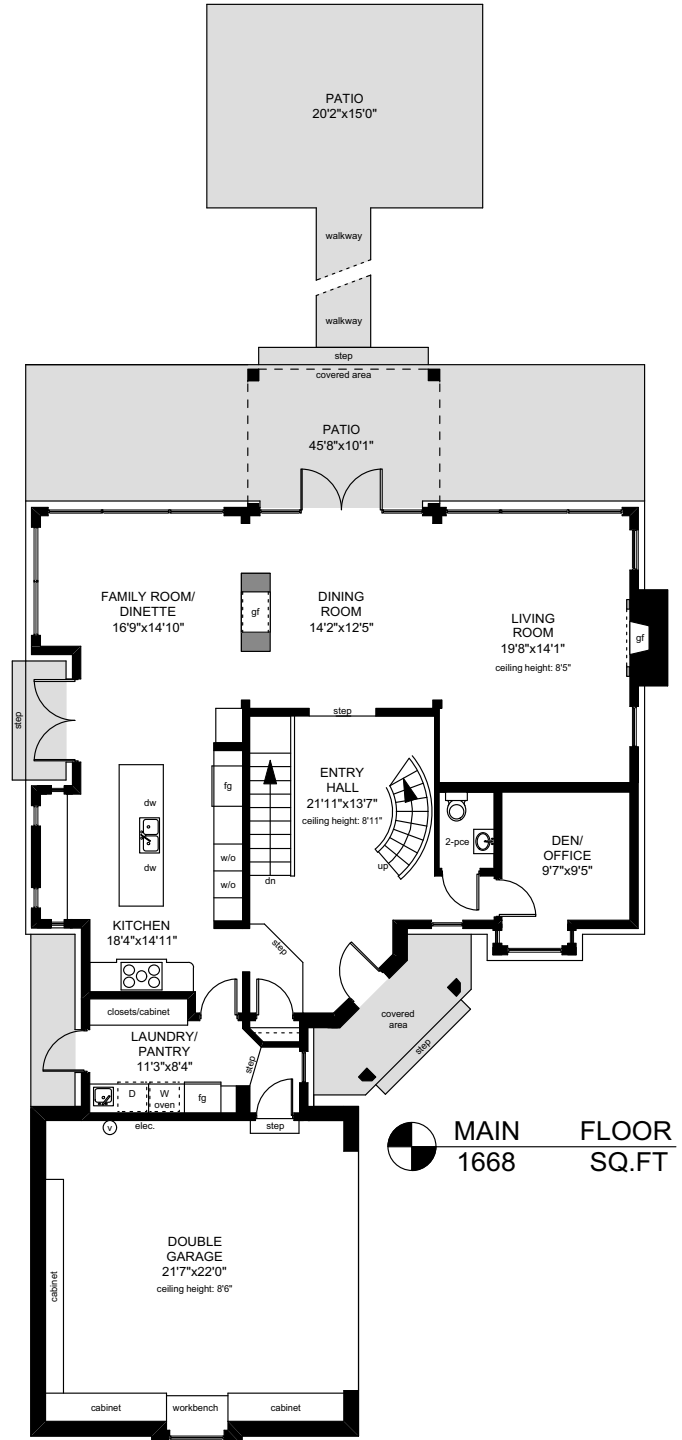 PATIO
20'2"x15'0"
walkway
walkway
step
covered area
PATIO
45'8"x10'1"
FAMILY ROOM/
DINETTE
16'9"x14'10"
gf
DINING
ROOM
14'2"x12'5"
LIVING
ROOM
19'8"x14'1"
ceiling height: 8'5"
gf
step
step
ENTRY
HALL
21'11"x13'7"
ceiling height: 8'11"
fg
dw
dw
w/o
w/o
dn
up
2-pce
DEN/
OFFICE
9'7"x9'5"
KITCHEN
18'4"x14'11"
step
closets/cabinet
covered
area
step
LAUNDRY/
PANTRY
11'3"x8'4"
step
D
W
oven
fg
v
elec.
step
MAIN FLOOR
1668 SQ.FT
DOUBLE
GARAGE
21'7"x22'0"
ceiling height: 8'6"
cabinet
cabinet
workbench
cabinet